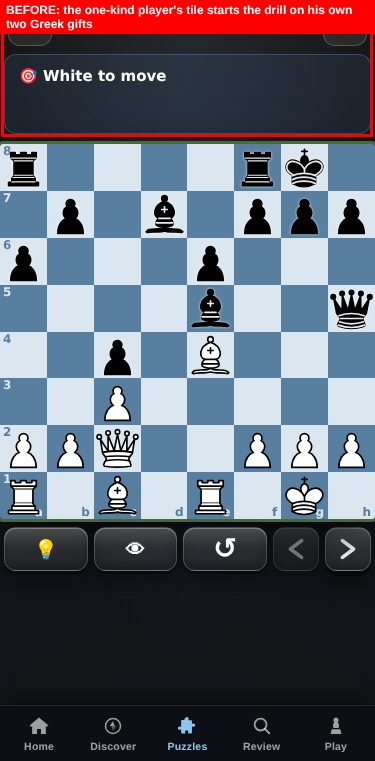 BEFORE: the one-kind player's tile starts the drill on his own
two Greek gifts
🎯 White to move
8
7
6
5
4
3
2
1
b d f g h
Home Discover Puzzles Review Play